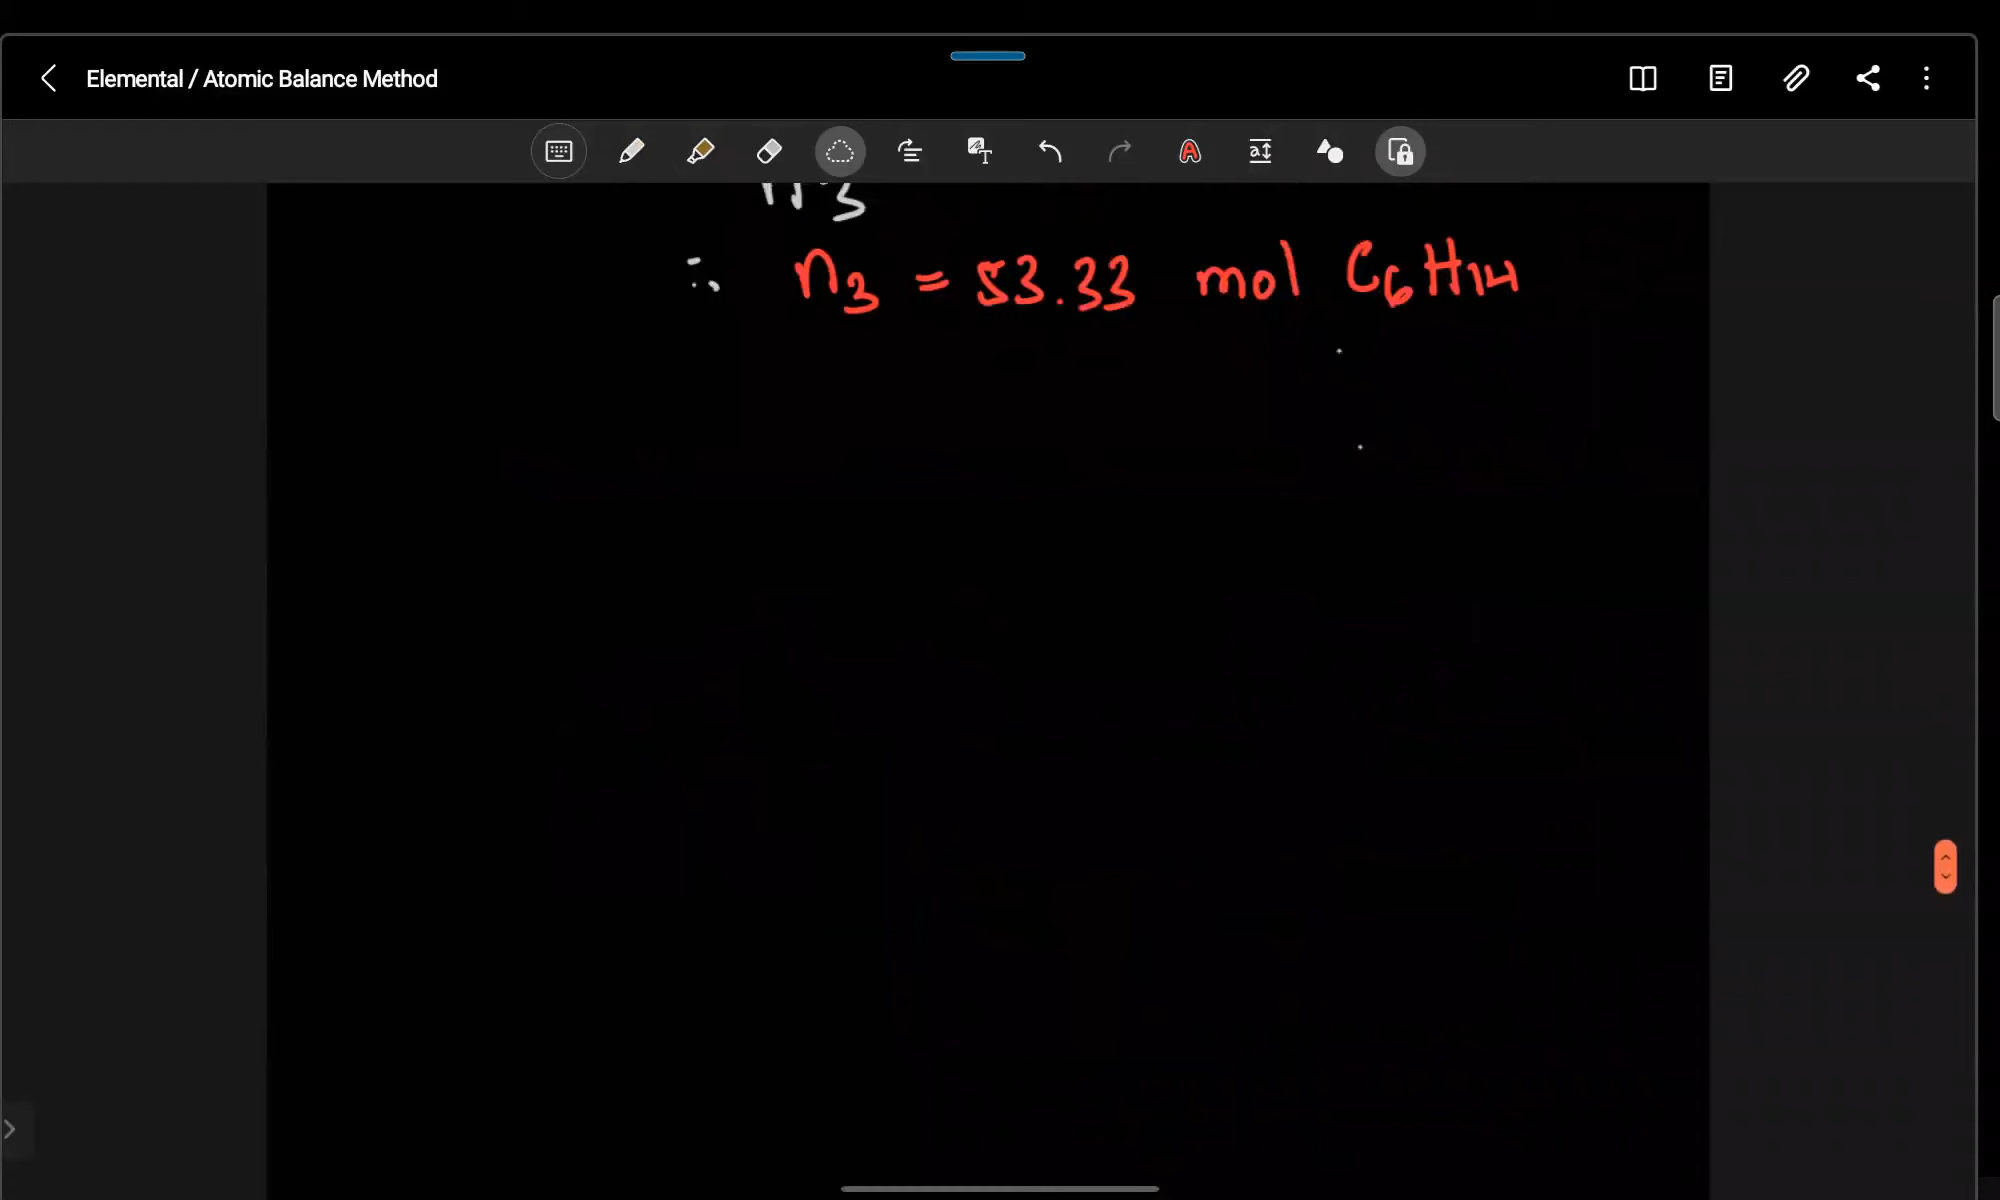 Elemental / Atomic Balance Method
∴ n3 = 53.33 mol C6H14